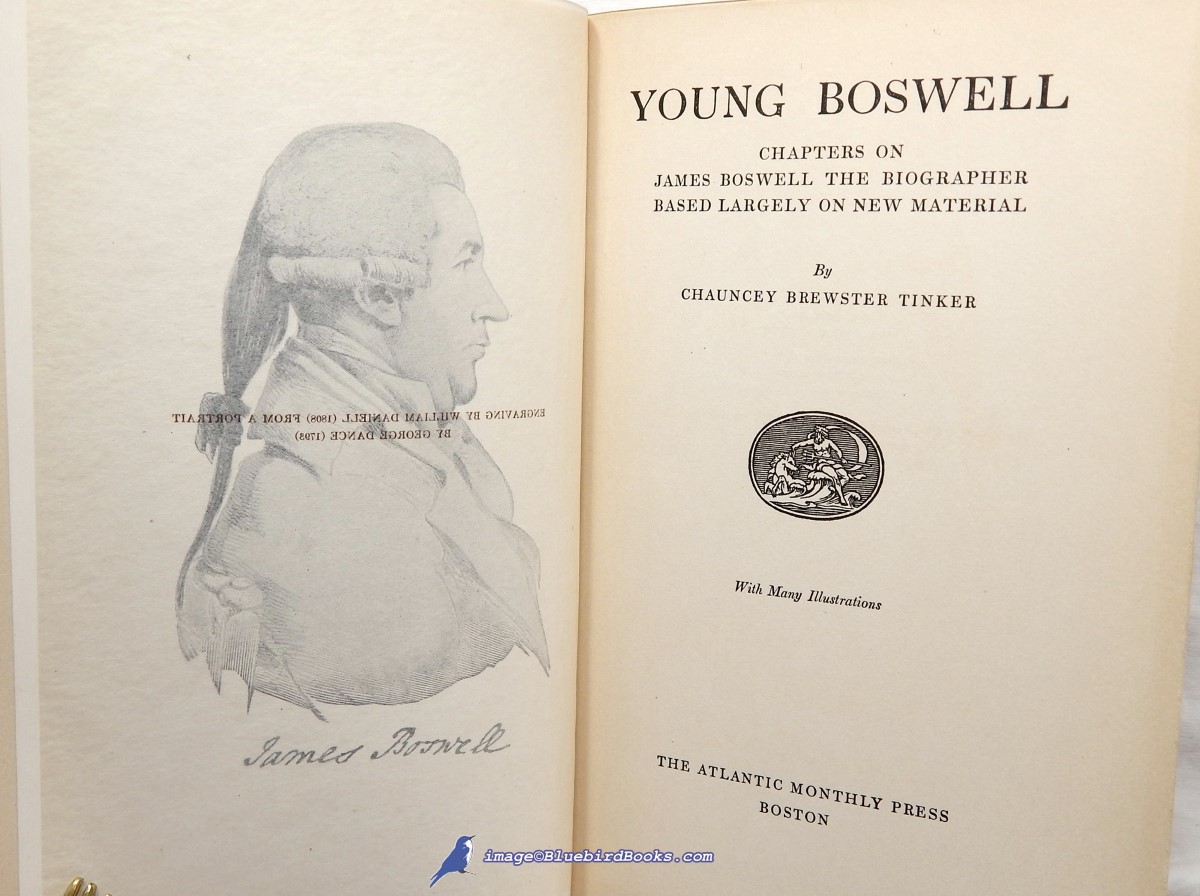 ENGRAVING BY WILLIAM DANIELL (1808) FROM A PORTRAIT
BY GEORGE DANCE (1793)
James Boswell
YOUNG BOSWELL
CHAPTERS ON
JAMES BOSWELL THE BIOGRAPHER
BASED LARGELY ON NEW MATERIAL
By
CHAUNCEY BREWSTER TINKER
With Many Illustrations
THE ATLANTIC MONTHLY PRESS
BOSTON
image©BluebirdBooks.com